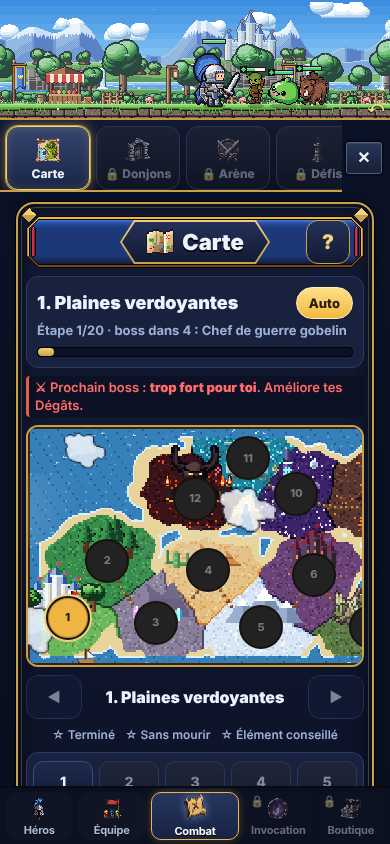 Carte
Donjons
Arène
Défis
×
Carte
?
1. Plaines verdoyantes
Auto
Étape 1/20 · boss dans 4 : Chef de guerre gobelin
Prochain boss : trop fort pour toi. Améliore tes
Dégâts.
11
12
10
2
4
6
1
3
5
1. Plaines verdoyantes
☆ Terminé ☆ Sans mourir ☆ Élément conseillé
1 2 3 4 5
Héros
Équipe
Combat
Invocation
Boutique